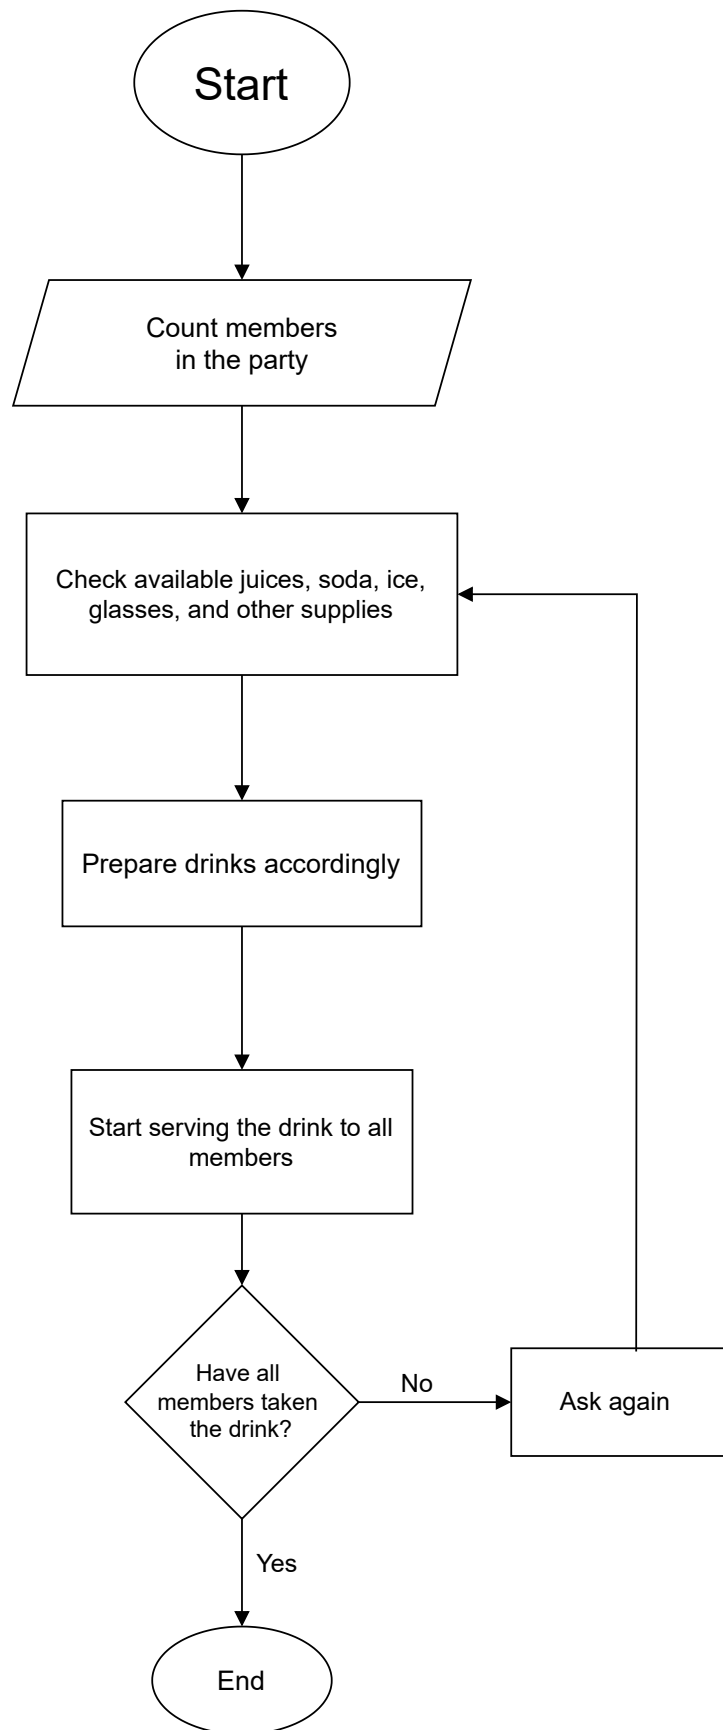 Start
Count members
in the party
Check available juices, soda, ice,
glasses, and other supplies
Prepare drinks accordingly
Start serving the drink to all
members
Have all
members taken
the drink?
No
Ask again
Yes
End